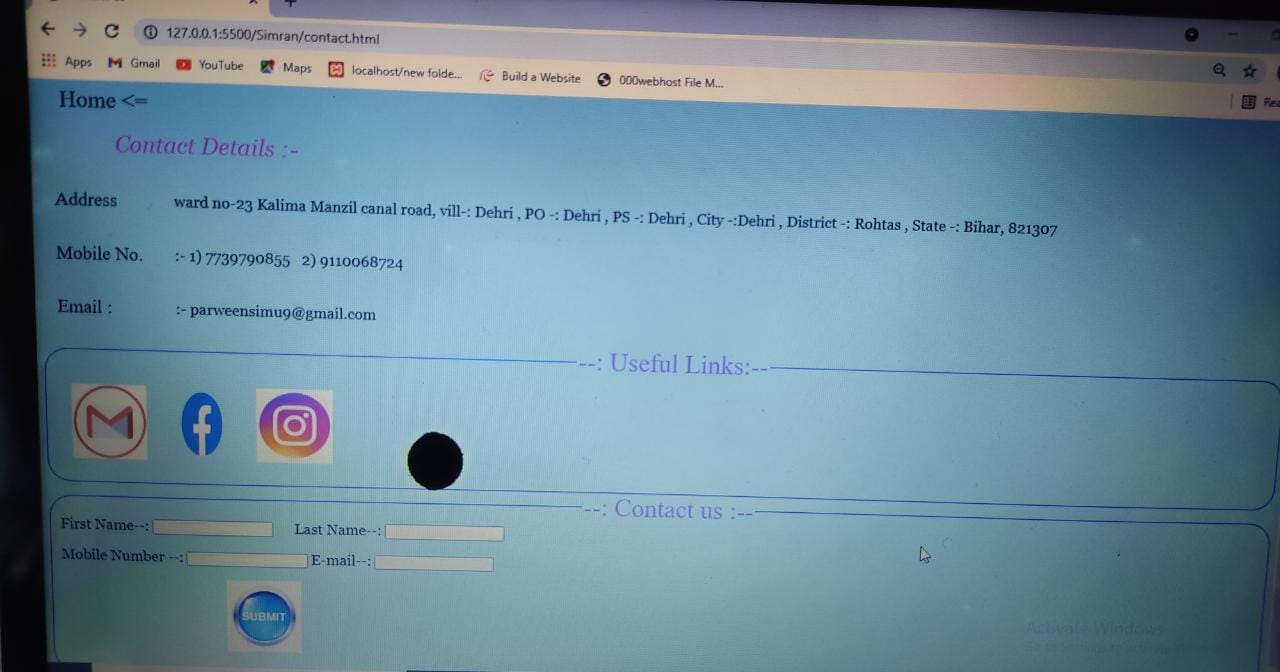 127.0.0.1:5500/Simran/contact.html
Apps Gmail YouTube Maps localhost/new folde... Build a Website 000webhost File M...
Home <=
Contact Details :-
Address ward no-23 Kalima Manzil canal road, vill-: Dehri , PO -: Dehri , PS -: Dehri , City -:Dehri , District -: Rohtas , State -: Bihar, 821307
Mobile No. :- 1) 7739790855 2) 9110068724
Email : :- parweensimu9@gmail.com
--: Useful Links:--
--: Contact us :--
First Name--: Last Name--:
Mobile Number --: E-mail--:
SUBMIT
Activate Windows